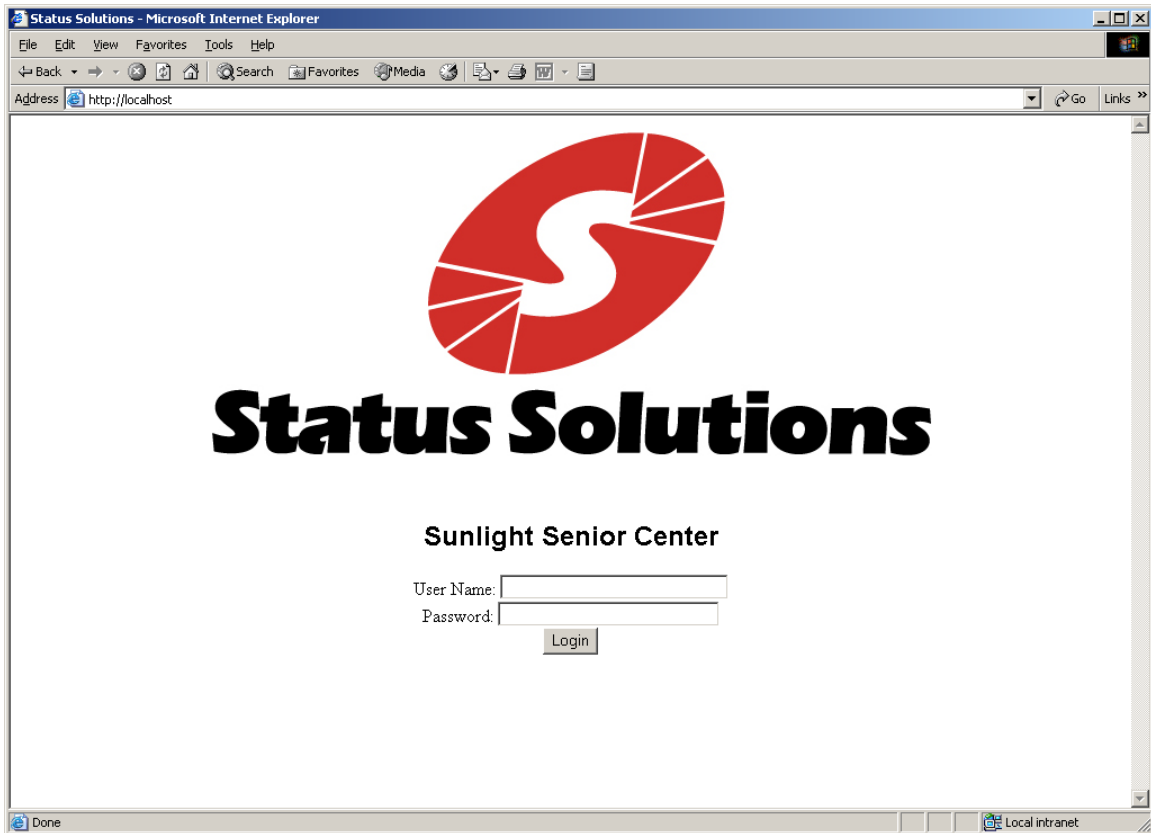 Status Solutions - Microsoft Internet Explorer
File Edit View Favorites Tools Help
Back Search Favorites Media
Address http://localhost Go Links »
S
Status Solutions
Sunlight Senior Center
User Name:
Password:
Login
Done Local intranet